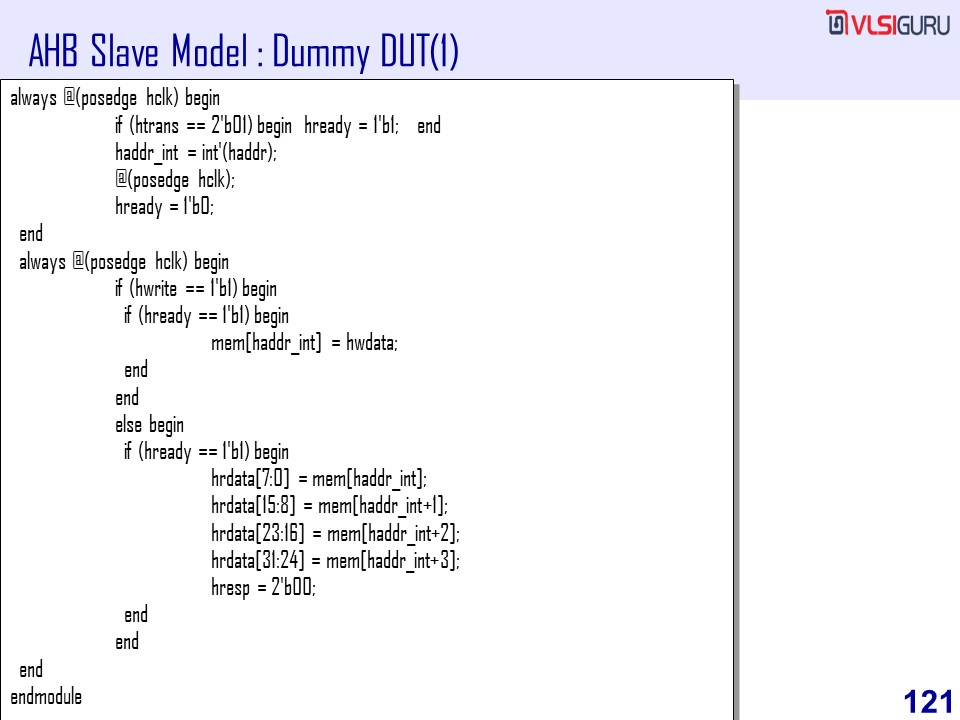 VLSIGURU
AHB Slave Model : Dummy DUT(1)
always @(posedge hclk) begin
if (htrans == 2'b01) begin hready = 1'b1; end
haddr_int = int'(haddr);
@(posedge hclk);
hready = 1'b0;
end
always @(posedge hclk) begin
if (hwrite == 1'b1) begin
if (hready == 1'b1) begin
mem[haddr_int] = hwdata;
end
end
else begin
if (hready == 1'b1) begin
hrdata[7:0] = mem[haddr_int];
hrdata[15:8] = mem[haddr_int+1];
hrdata[23:16] = mem[haddr_int+2];
hrdata[31:24] = mem[haddr_int+3];
hresp = 2'b00;
end
end
end
endmodule
121